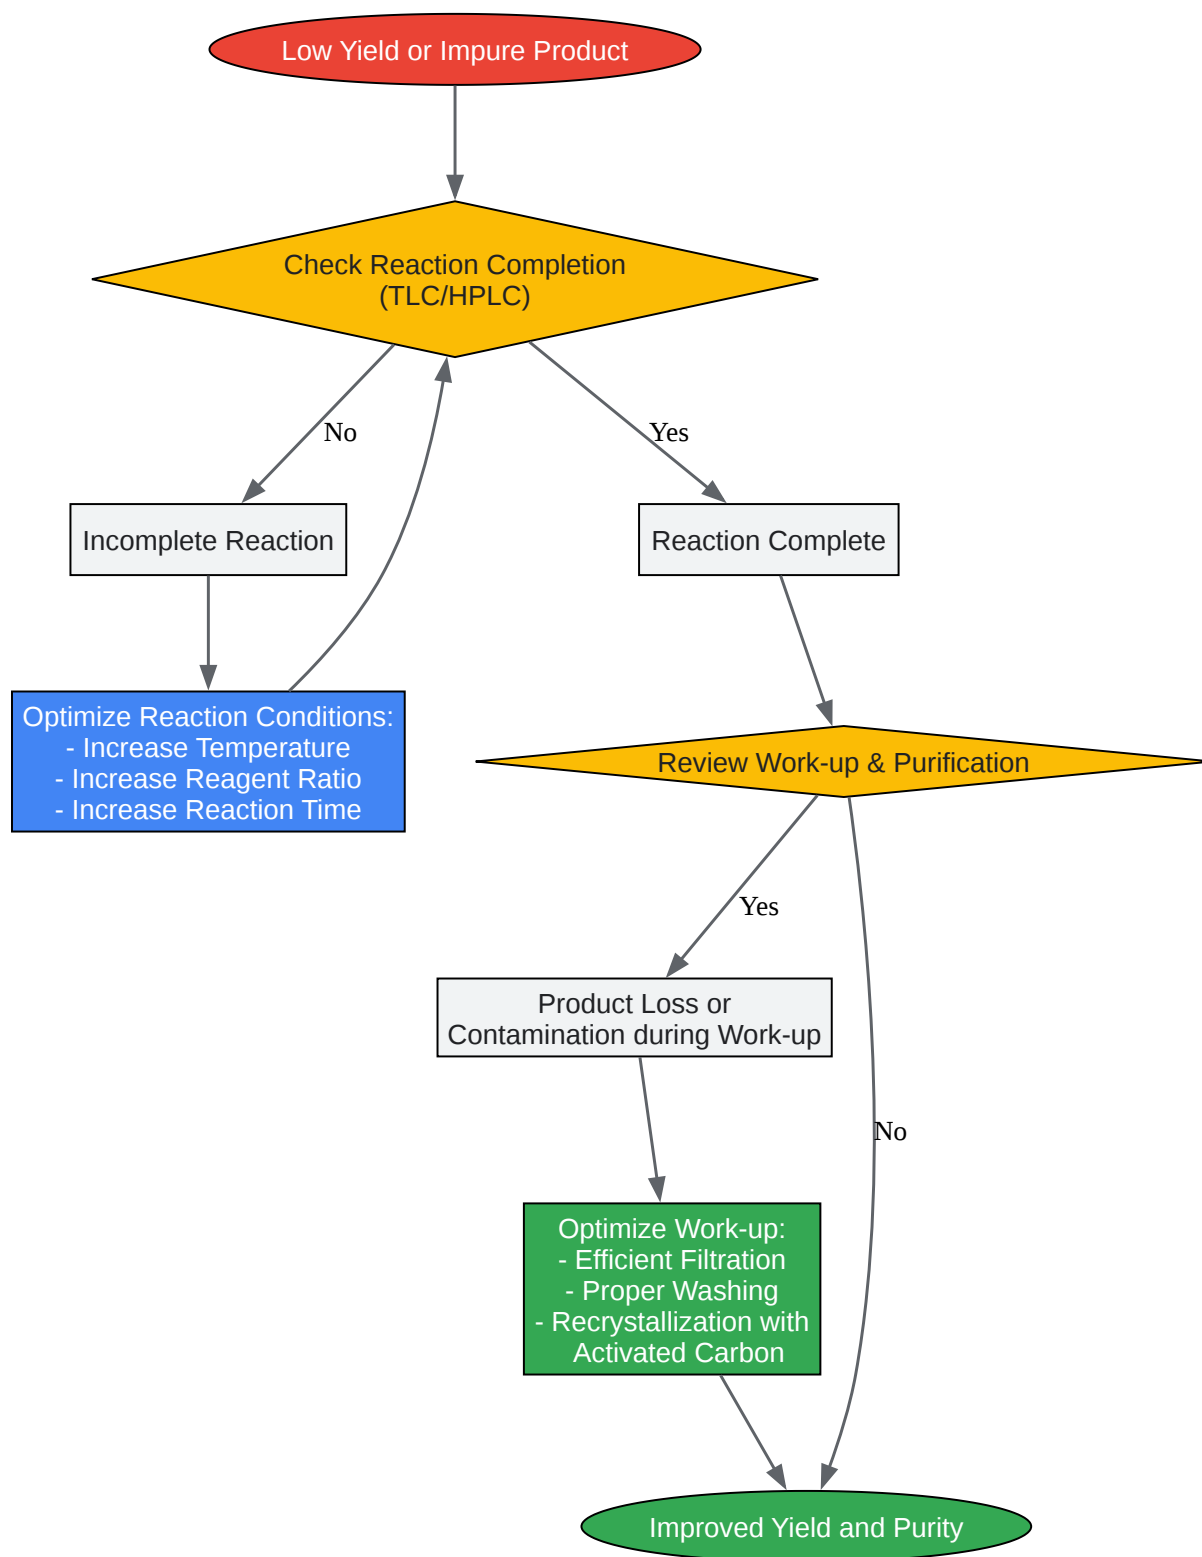 Low Yield or Impure Product
Check Reaction Completion
(TLC/HPLC)
No
Yes
Incomplete Reaction
Reaction Complete
Optimize Reaction Conditions:
- Increase Temperature
- Increase Reagent Ratio
- Increase Reaction Time
Review Work-up & Purification
Yes
Product Loss or
Contamination during Work-up
No
Optimize Work-up:
- Efficient Filtration
- Proper Washing
- Recrystallization with
Activated Carbon
Improved Yield and Purity